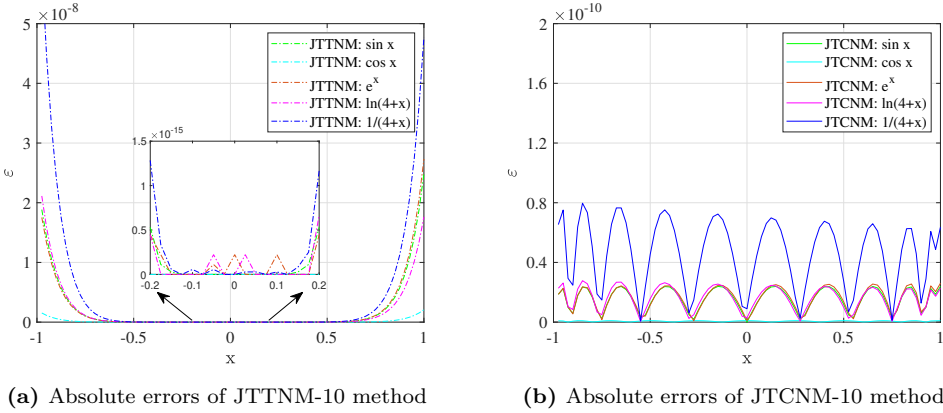 ×10⁻⁸
5
4
3
2
1
0
ε
-1
-0.5
0
0.5
1
x
JTTNM: sin x
JTTNM: cos x
JTTNM: eˣ
JTTNM: ln(4+x)
JTTNM: 1/(4+x)
×10⁻¹⁵
1.5
1
0.5
0
-0.2
-0.1
0
0.1
0.2
(a) Absolute errors of JTTNM-10 method
×10⁻¹⁰
2
1.6
1.2
0.8
0.4
0
ε
-1
-0.5
0
0.5
1
x
JTCNM: sin x
JTCNM: cos x
JTCNM: eˣ
JTCNM: ln(4+x)
JTCNM: 1/(4+x)
(b) Absolute errors of JTCNM-10 method